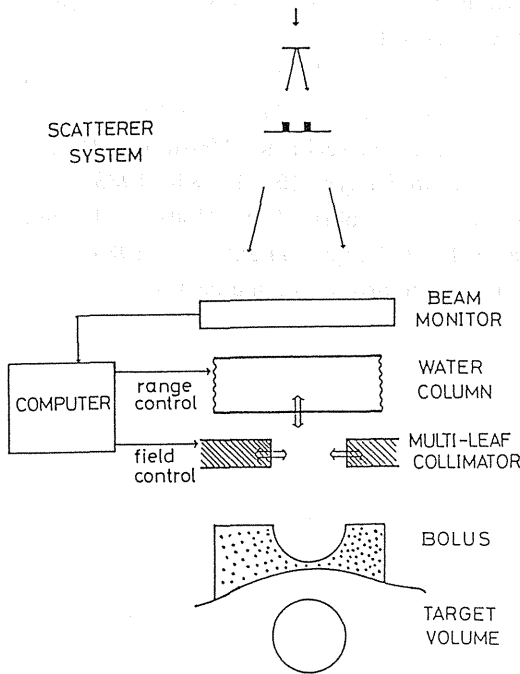 SCATTERER
SYSTEM
BEAM
MONITOR
WATER
COLUMN
COMPUTER
range
control
field
control
MULTI-LEAF
COLLIMATOR
BOLUS
TARGET
VOLUME